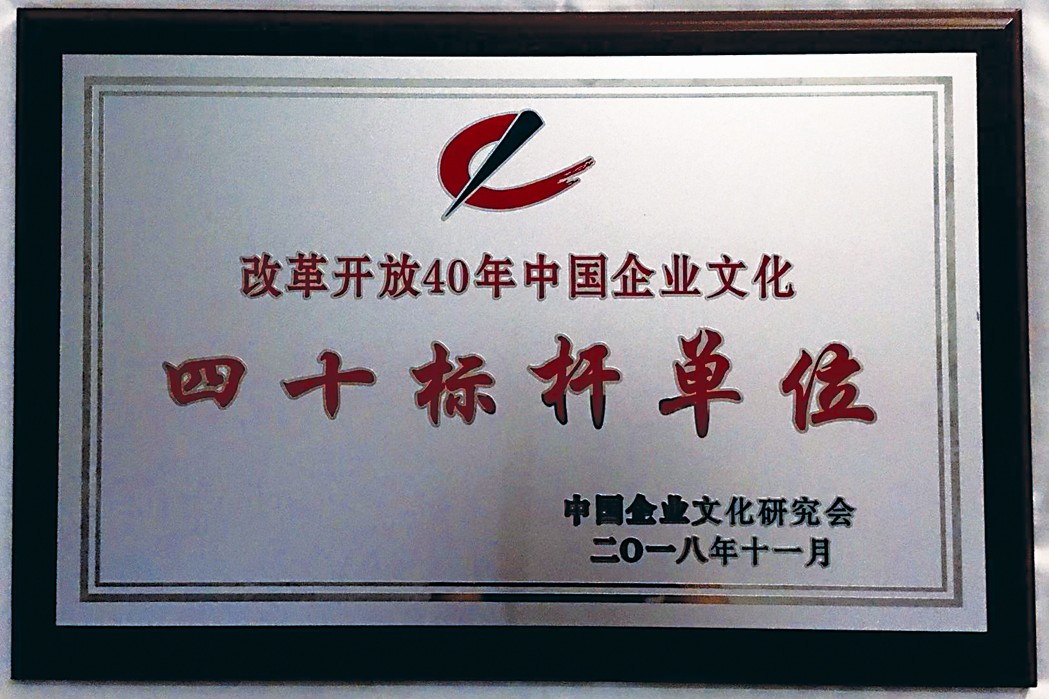 改革开放40年中国企业文化
四十标杆单位
中国企业文化研究会
二〇一八年十一月